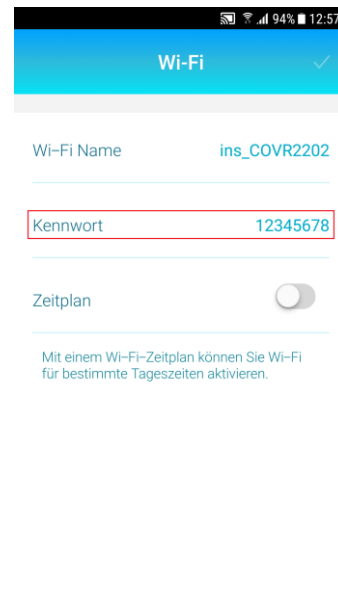 94% 12:57
Wi-Fi
Wi-Fi Name ins_COVR2202
Kennwort 12345678
Zeitplan
Mit einem Wi-Fi-Zeitplan können Sie Wi-Fi
für bestimmte Tageszeiten aktivieren.